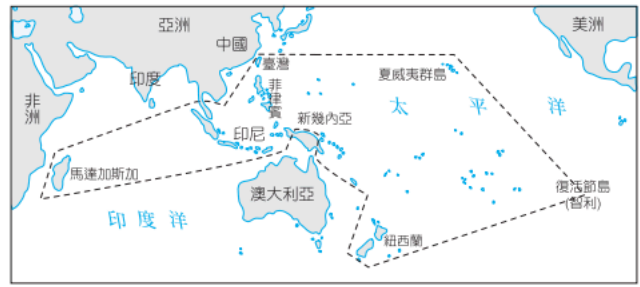 亞洲
美洲
中國
臺灣
夏威夷群島
印度
非洲
菲律賓
太平洋
新幾內亞
印尼
馬達加斯加
澳大利亞
復活節島
(智利)
印度洋
紐西蘭